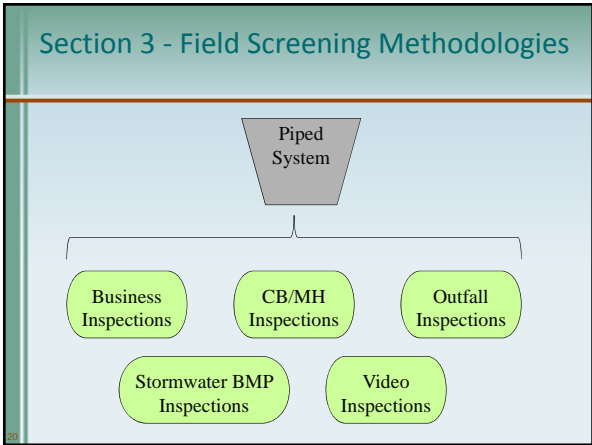 Section 3 - Field Screening Methodologies
Piped
System
Business
Inspections
CB/MH
Inspections
Outfall
Inspections
Stormwater BMP
Inspections
Video
Inspections
20